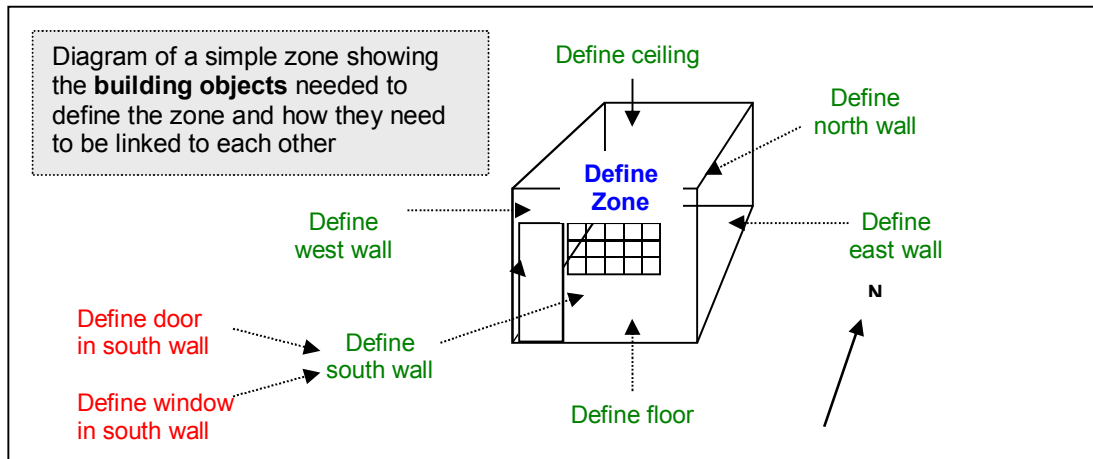 Diagram of a simple zone showing
the building objects needed to
define the zone and how they need
to be linked to each other
Define ceiling
Define
north wall
Define
Zone
Define
west wall
Define
east wall
N
Define door
in south wall
Define
south wall
Define window
in south wall
Define floor